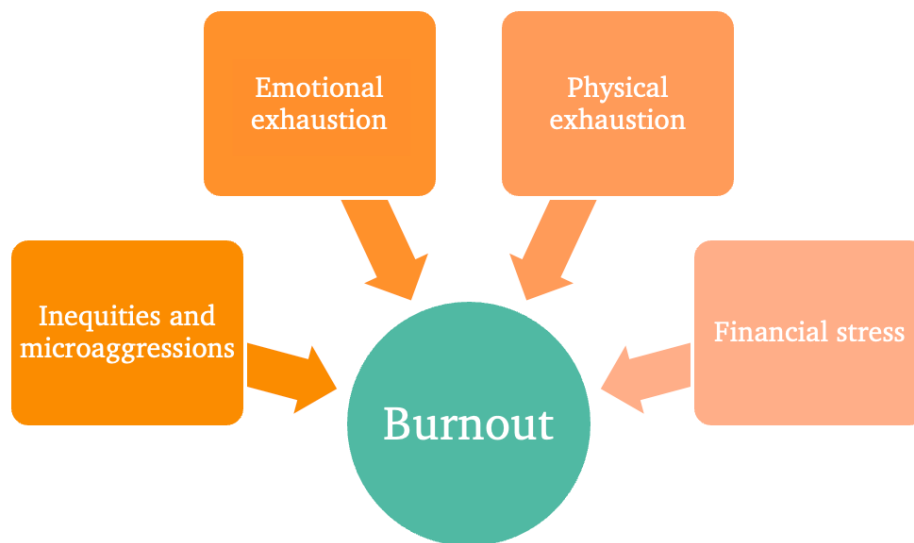 Emotional
exhaustion
Physical
exhaustion
Inequities and
microaggressions
Financial stress
Burnout